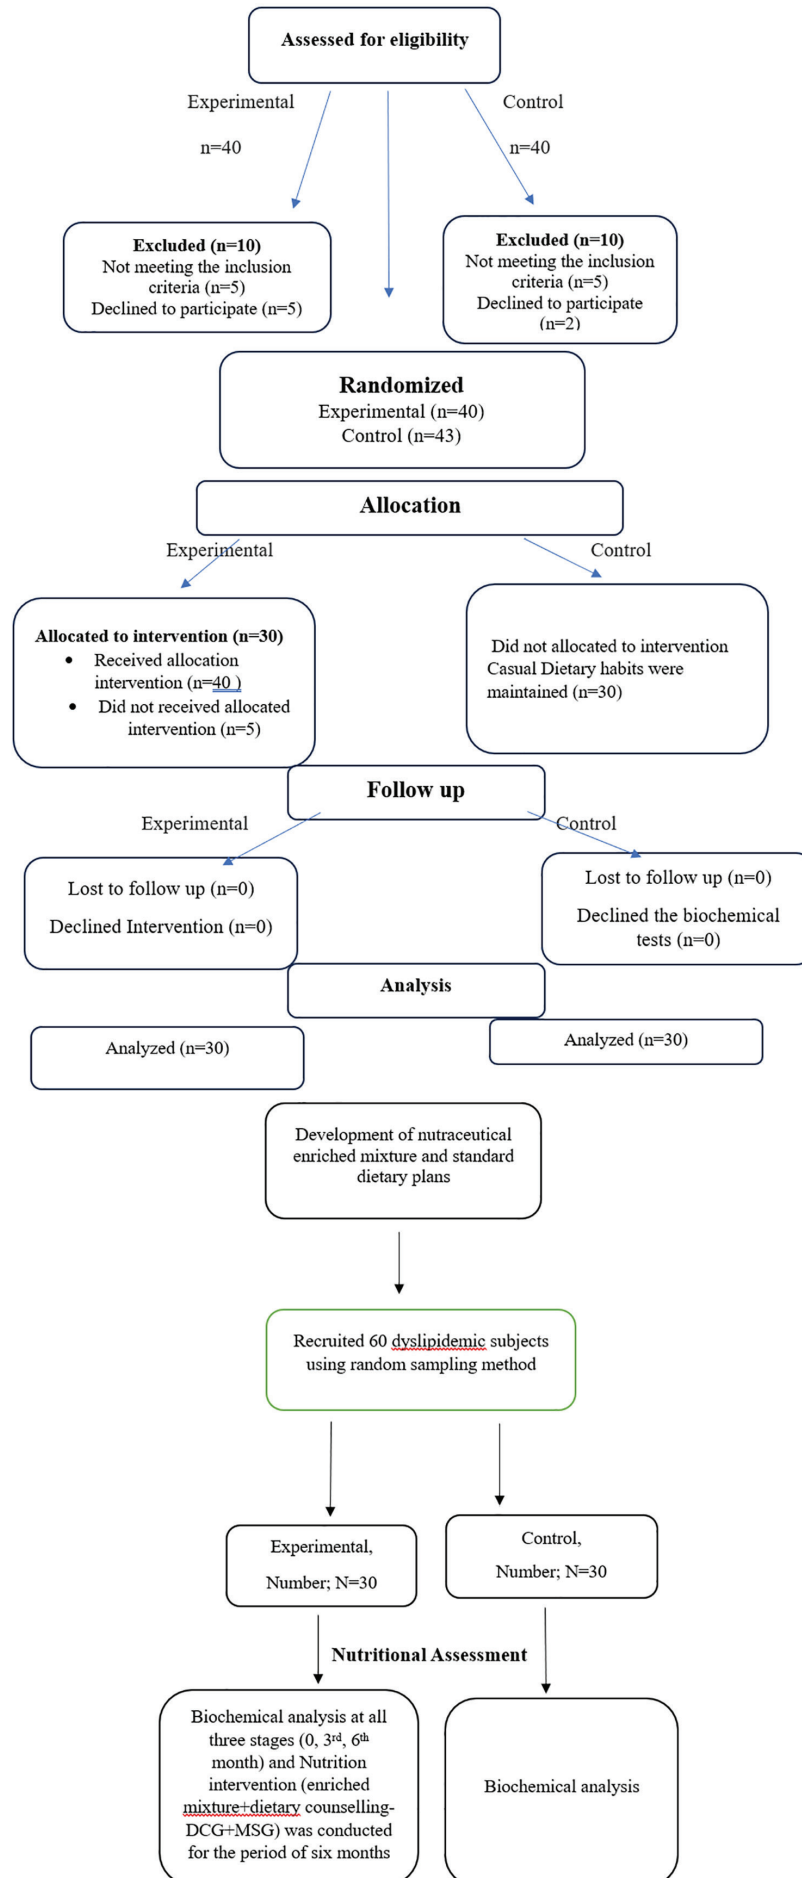 Assessed for eligibility
Experimental
Control
n=40
n=40
Excluded (n=10)
Not meeting the inclusion
criteria (n=5)
Declined to participate (n=5)
Excluded (n=10)
Not meeting the inclusion
criteria (n=5)
Declined to participate
(n=2)
Randomized
Experimental (n=40)
Control (n=43)
Allocation
Experimental
Control
Allocated to intervention (n=30)
• Received allocation
intervention (n=40 )
• Did not received allocated
intervention (n=5)
Did not allocated to intervention
Casual Dietary habits were
maintained (n=30)
Follow up
Experimental
Control
Lost to follow up (n=0)
Declined Intervention (n=0)
Lost to follow up (n=0)
Declined the biochemical
tests (n=0)
Analysis
Analyzed (n=30)
Analyzed (n=30)
Development of nutraceutical
enriched mixture and standard
dietary plans
Recruited 60 dyslipidemic subjects
using random sampling method
Experimental,
Number; N=30
Control,
Number; N=30
Nutritional Assessment
Biochemical analysis at all
three stages (0, 3rd, 6th
month) and Nutrition
intervention (enriched
mixture+dietary counselling-
DCG+MSG) was conducted
for the period of six months
Biochemical analysis